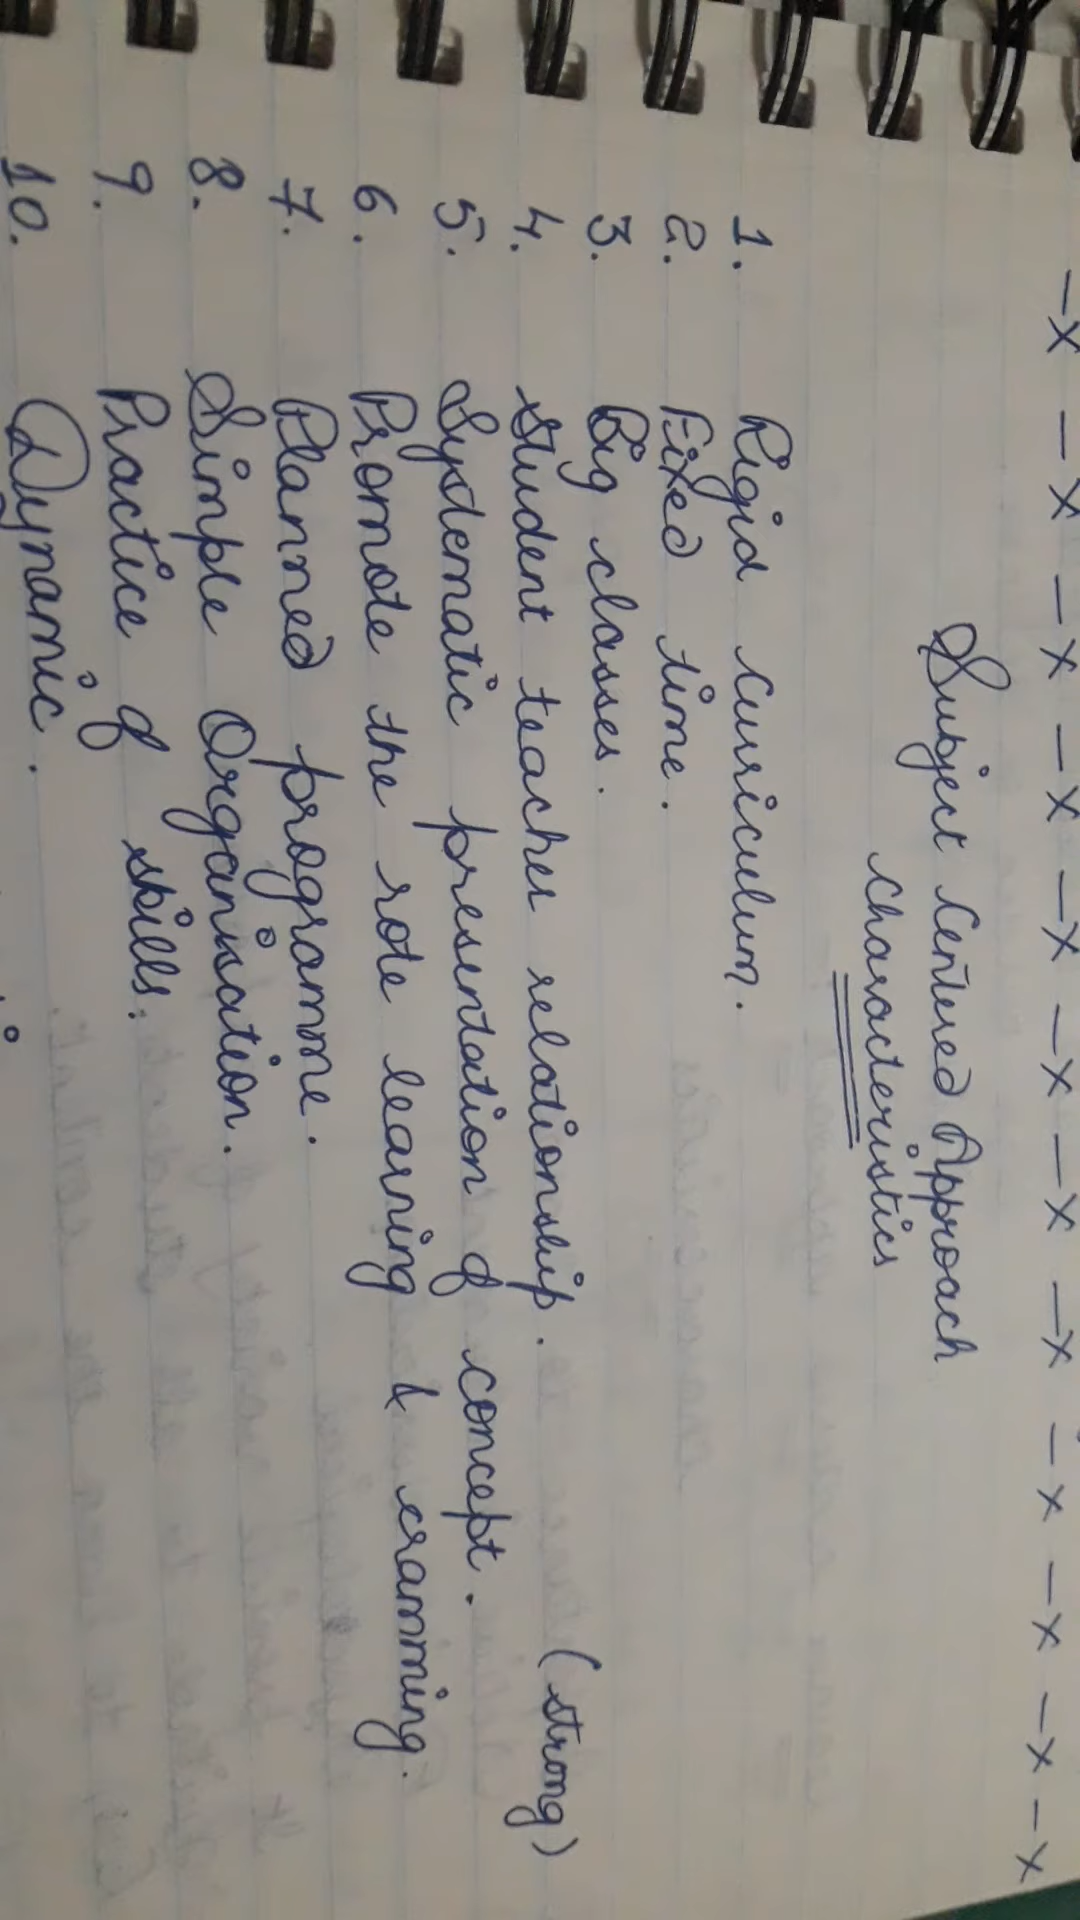 —x —x —x —x —x —x —x —x —x —x —x —x
Subject Centered Approach
Characteristics
1. Rigid Curriculum.
2. Fixed time.
3. Big classes.
4. Student teacher relationship. (strong)
5. Systematic presentation of concept.
6. Promote the rote learning & cramming.
7. Planned programme.
8. Simple Organisation.
9. Practice of skills.
10. Dynamic.